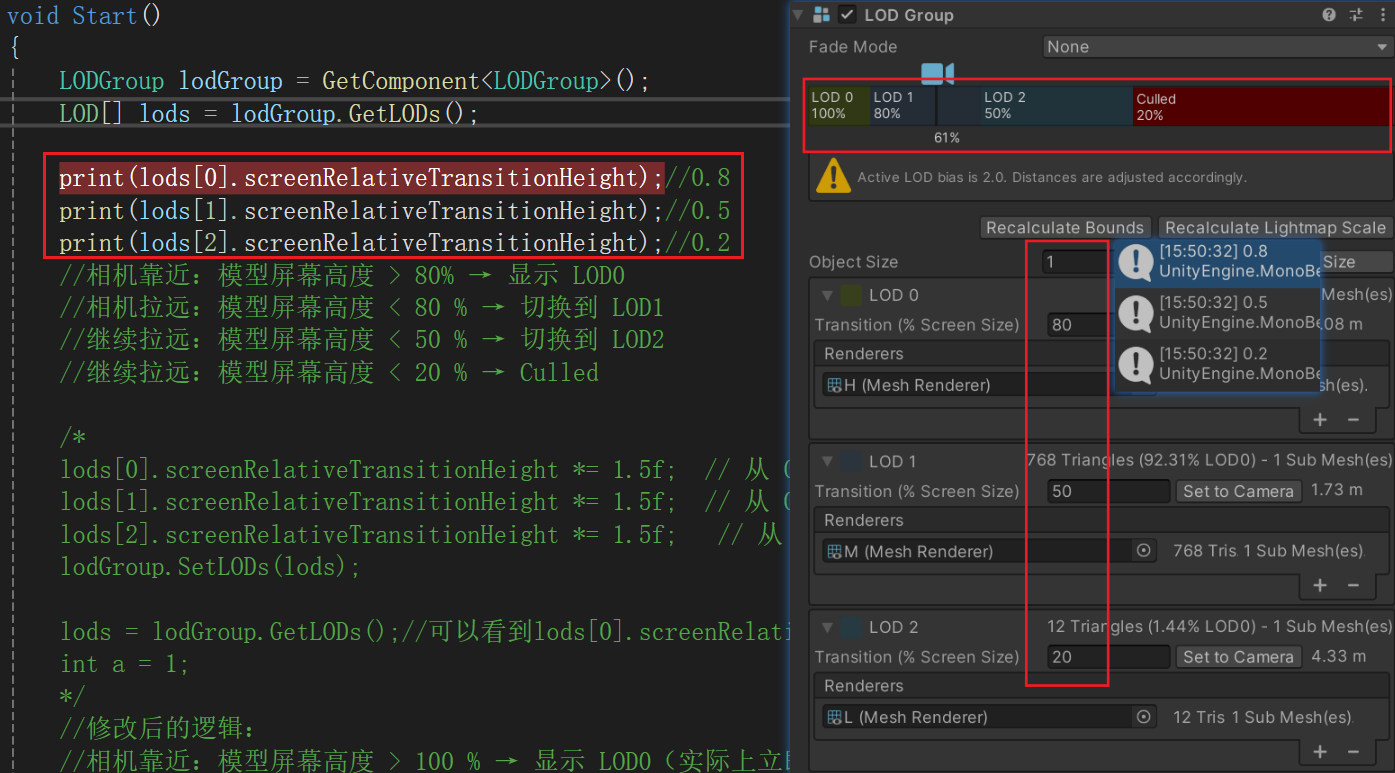 void Start()
{
LODGroup lodGroup = GetComponent<LODGroup>();
LOD[] lods = lodGroup.GetLODs();
print(lods[0].screenRelativeTransitionHeight);//0.8
print(lods[1].screenRelativeTransitionHeight);//0.5
print(lods[2].screenRelativeTransitionHeight);//0.2
//相机靠近：模型屏幕高度 > 80% → 显示 LOD0
//相机拉远：模型屏幕高度 < 80 % → 切换到 LOD1
//继续拉远：模型屏幕高度 < 50 % → 切换到 LOD2
//继续拉远：模型屏幕高度 < 20 % → Culled
/*
lods[0].screenRelativeTransitionHeight *= 1.5f;  // 从
lods[1].screenRelativeTransitionHeight *= 1.5f;  // 从
lods[2].screenRelativeTransitionHeight *= 1.5f;   // 从
lodGroup.SetLODs(lods);
lods = lodGroup.GetLODs();//可以看到lods[0].screenRelati
int a = 1;
*/
//修改后的逻辑：
//相机靠近：模型屏幕高度 > 100 % → 显示 LOD0（实际上立即
LOD Group
Fade Mode
None
LOD 0
100%
LOD 1
80%
LOD 2
50%
Culled
20%
61%
Active LOD bias is 2.0. Distances are adjusted accordingly.
Recalculate Bounds
Recalculate Lightmap Scale
Object Size
1
Size
[15:50:32] 0.8
UnityEngine.MonoBe
[15:50:32] 0.5
UnityEngine.MonoBe
[15:50:32] 0.2
UnityEngine.MonoBe
LOD 0
Mesh(es)
Transition (% Screen Size)
80
08 m
Renderers
H (Mesh Renderer)
sh(es).
+ −
LOD 1
768 Triangles (92.31% LOD0) - 1 Sub Mesh(es)
Transition (% Screen Size)
50
Set to Camera
1.73 m
Renderers
M (Mesh Renderer)
768 Tris. 1 Sub Mesh(es).
+ −
LOD 2
12 Triangles (1.44% LOD0) - 1 Sub Mesh(es)
Transition (% Screen Size)
20
Set to Camera
4.33 m
Renderers
L (Mesh Renderer)
12 Tris. 1 Sub Mesh(es).
+ −